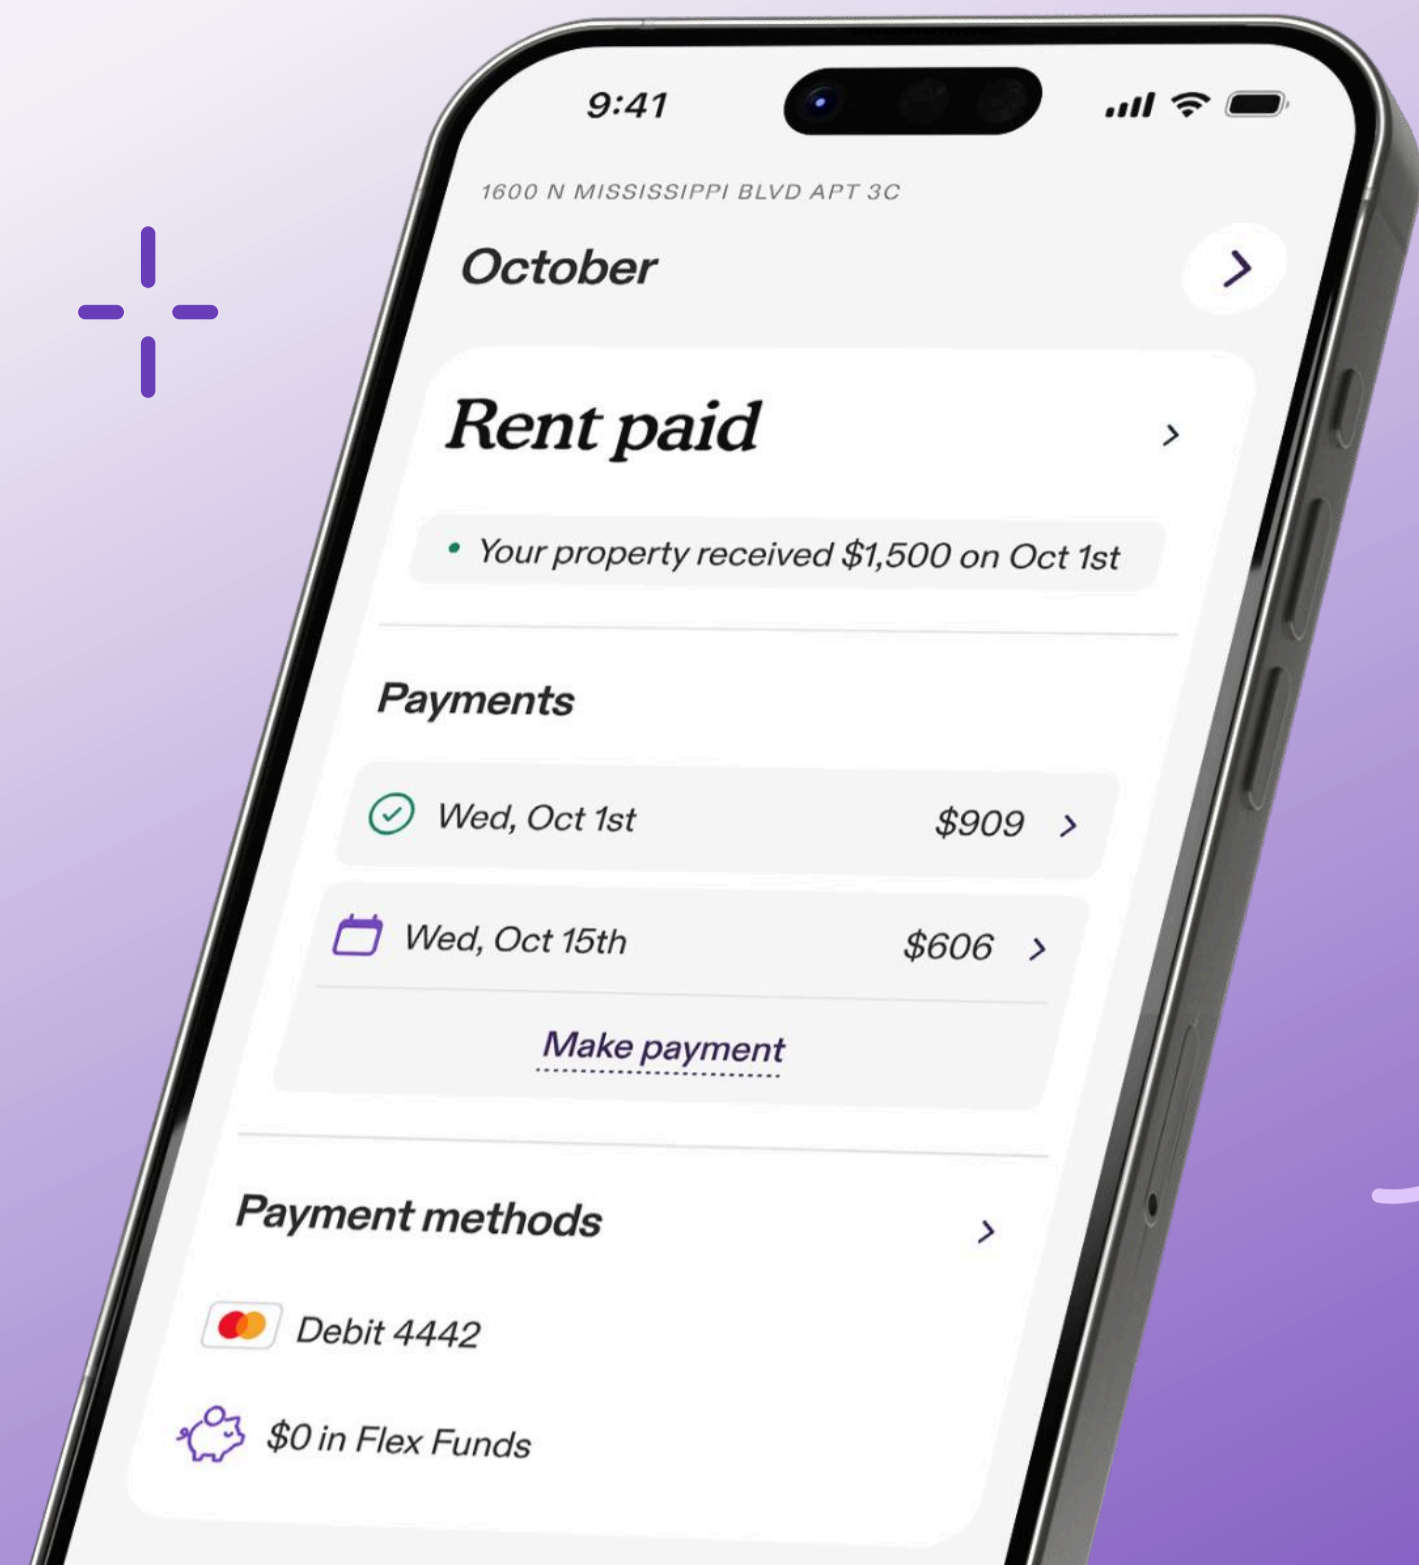 9:41
1600 N MISSISSIPPI BLVD APT 3C
October
Rent paid
• Your property received $1,500 on Oct 1st
Payments
Wed, Oct 1st $909
Wed, Oct 15th $606
Make payment
Payment methods
Debit 4442
$0 in Flex Funds